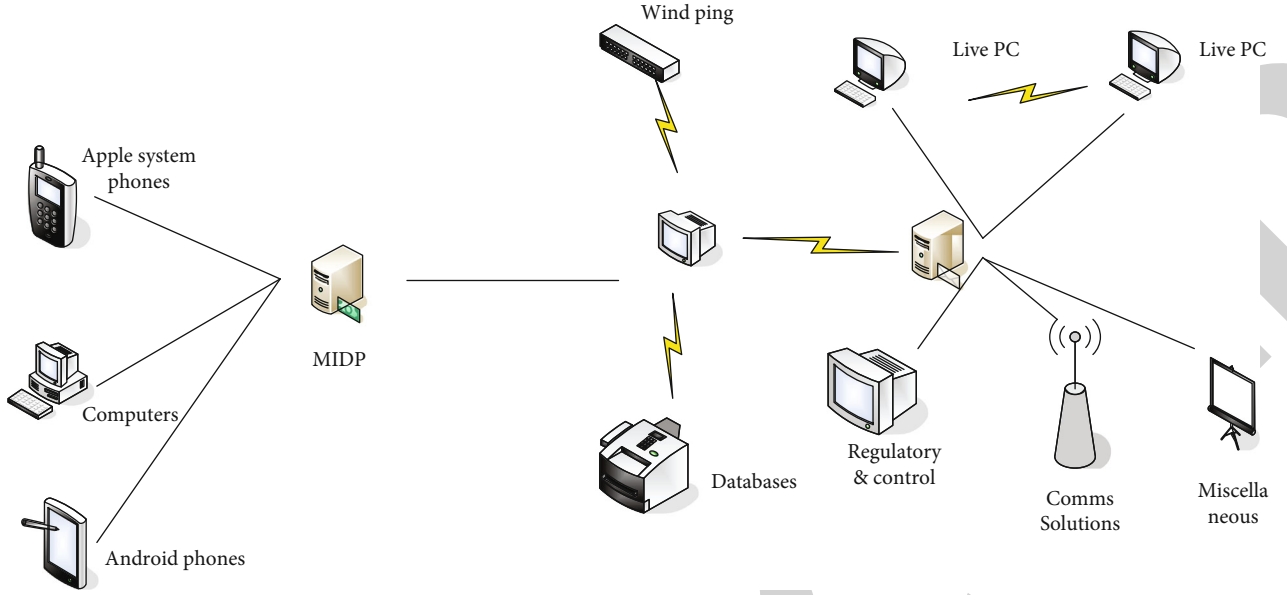 Wind ping
Live PC
Live PC
Apple system
phones
MIDP
Computers
Regulatory
& control
Databases
Comms
Solutions
Miscella
neous
Android phones